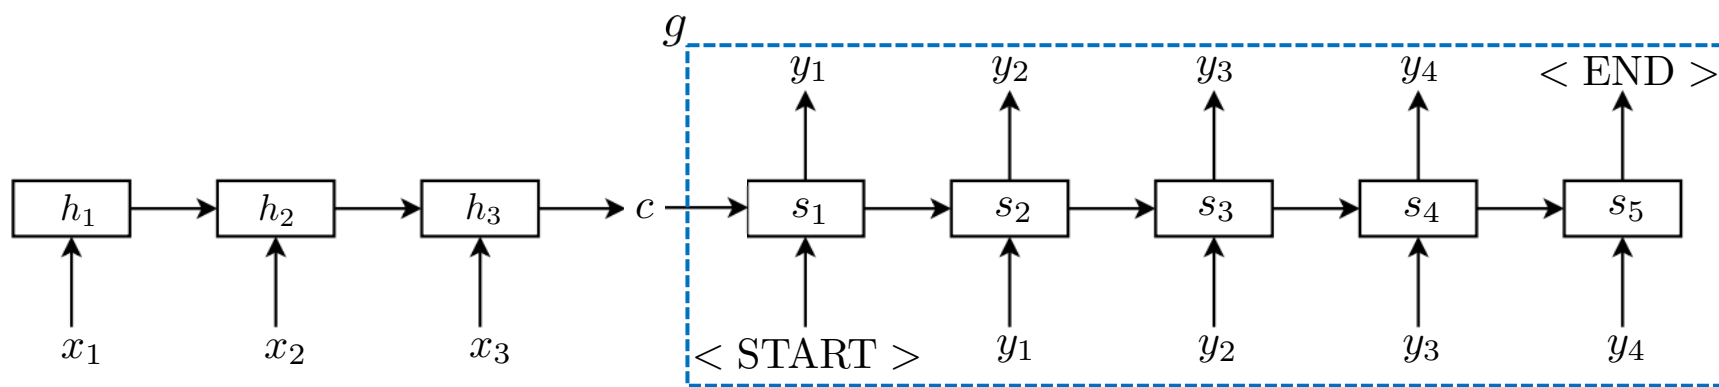 g
y₁ y₂ y₃ y₄ < END >
h₁ h₂ h₃ c s₁ s₂ s₃ s₄ s₅
x₁ x₂ x₃ < START > y₁ y₂ y₃ y₄